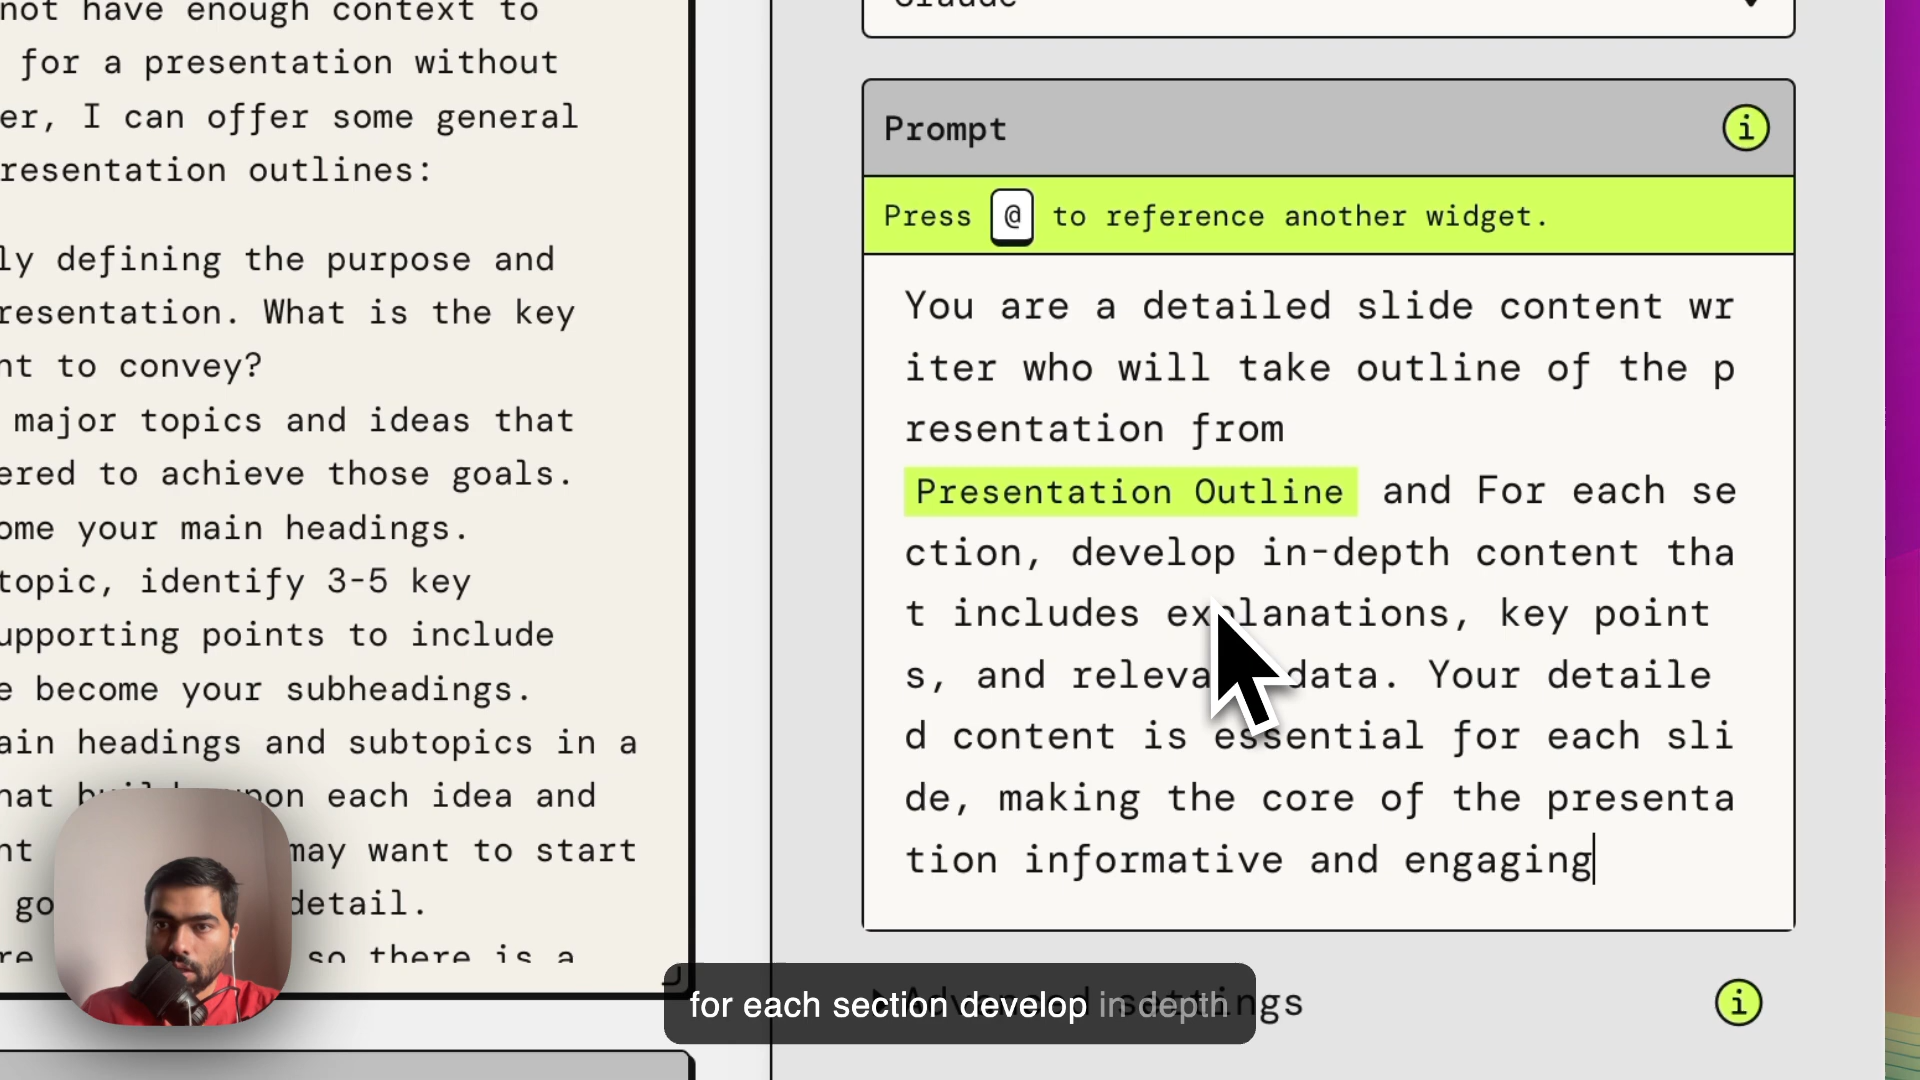 not have enough context to
for a presentation without
er, I can offer some general
resentation outlines:
ly defining the purpose and
resentation. What is the key
nt to convey?
major topics and ideas that
ered to achieve those goals.
ome your main headings.
topic, identify 3-5 key
upporting points to include
e become your subheadings.
ain headings and subtopics in a
hat build upon each idea and
nt may want to start
go detail.
re so there is a
Claude
Prompt
i
Press @ to reference another widget.
You are a detailed slide content wr
iter who will take outline of the p
resentation from
Presentation Outline and For each se
ction, develop in-depth content tha
t includes explanations, key point
s, and relevant data. Your detaile
d content is essential for each sli
de, making the core of the presenta
tion informative and engaging
Advanced settings
i
for each section develop in depth